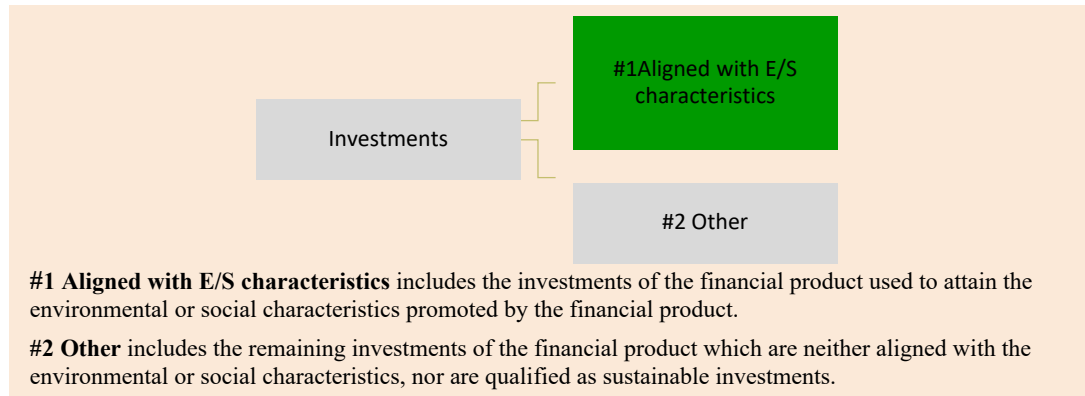 #1Aligned with E/S
characteristics
Investments
#2 Other
#1 Aligned with E/S characteristics includes the investments of the financial product used to attain the
environmental or social characteristics promoted by the financial product.
#2 Other includes the remaining investments of the financial product which are neither aligned with the
environmental or social characteristics, nor are qualified as sustainable investments.